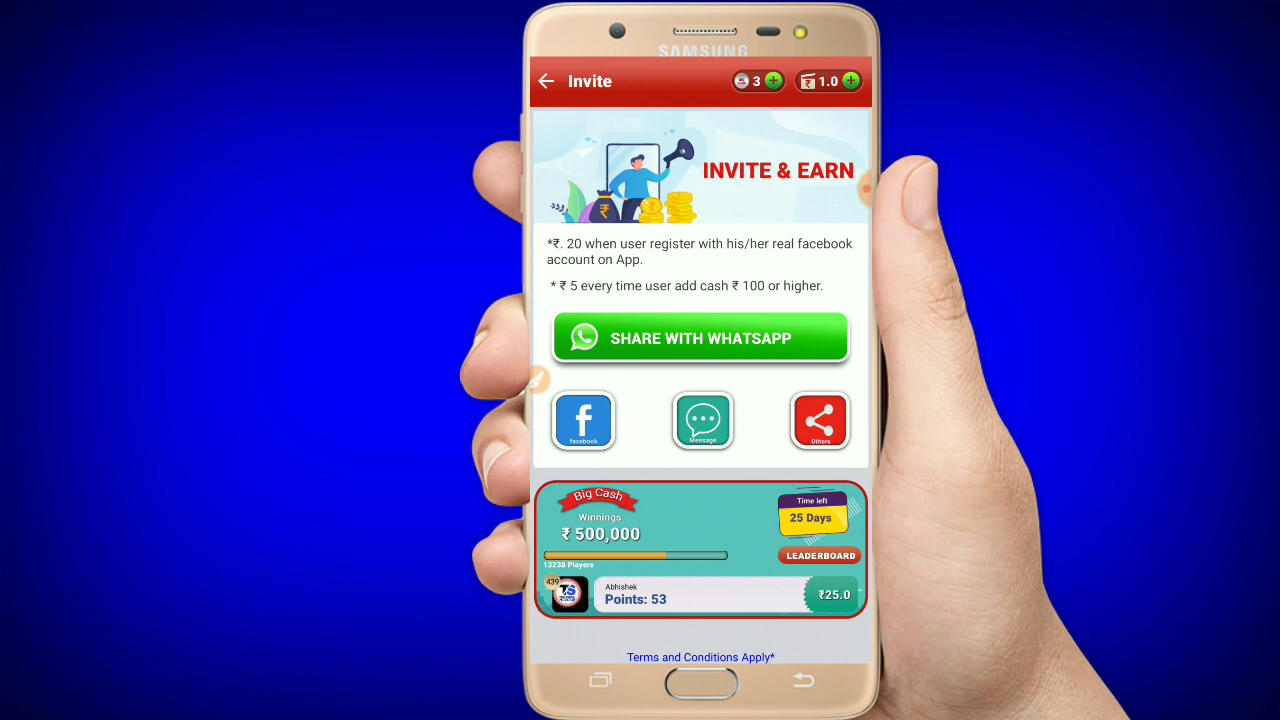 SAMSUNG
Invite
3
1.0
INVITE & EARN
*₹. 20 when user register with his/her real facebook
account on App.
* ₹ 5 every time user add cash ₹ 100 or higher.
SHARE WITH WHATSAPP
facebook
Message
Others
Big Cash
Winnings
₹ 500,000
Time left
25 Days
LEADERBOARD
13238 Players
439
TS
Abhishek
Points: 53
₹25.0
Terms and Conditions Apply*